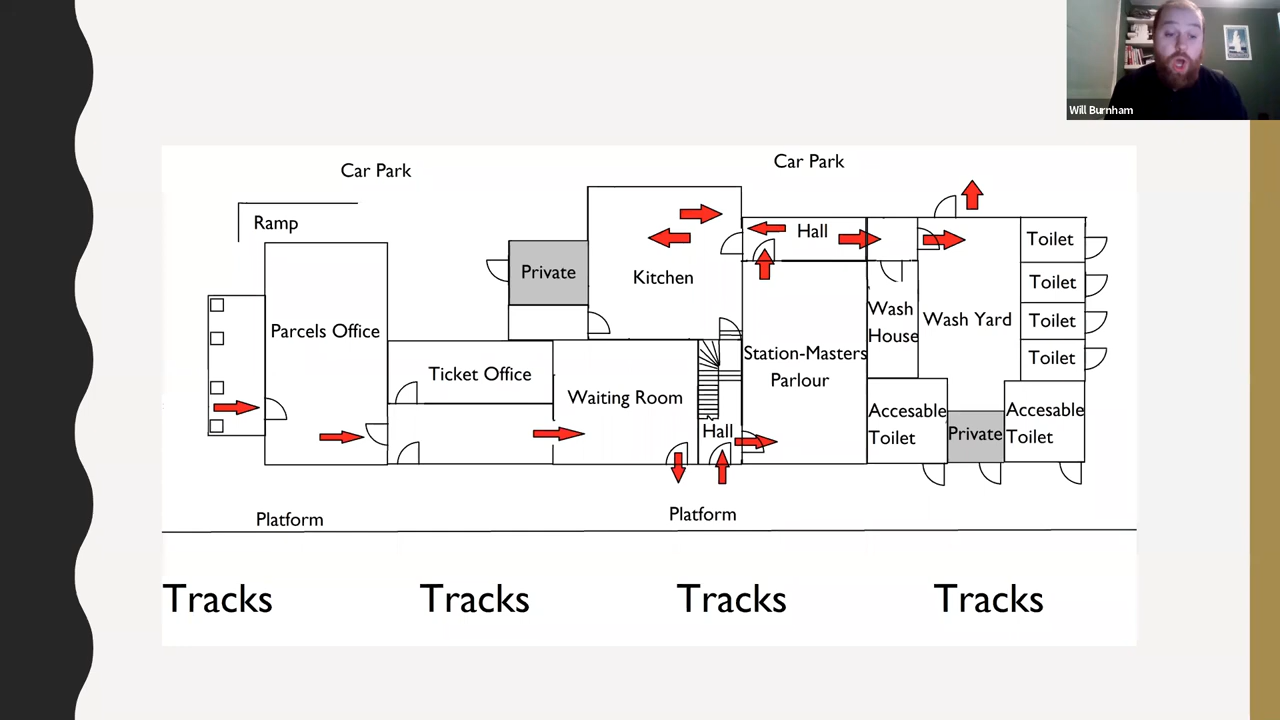 Will Burnham
Car Park
Car Park
Ramp
Hall
Toilet
Private
Kitchen
Toilet
Parcels Office
Wash
House
Wash Yard
Toilet
Station-Masters
Parlour
Toilet
Ticket Office
Waiting Room
Hall
Accesable
Toilet
Private
Accesable
Toilet
Platform
Platform
Tracks
Tracks
Tracks
Tracks